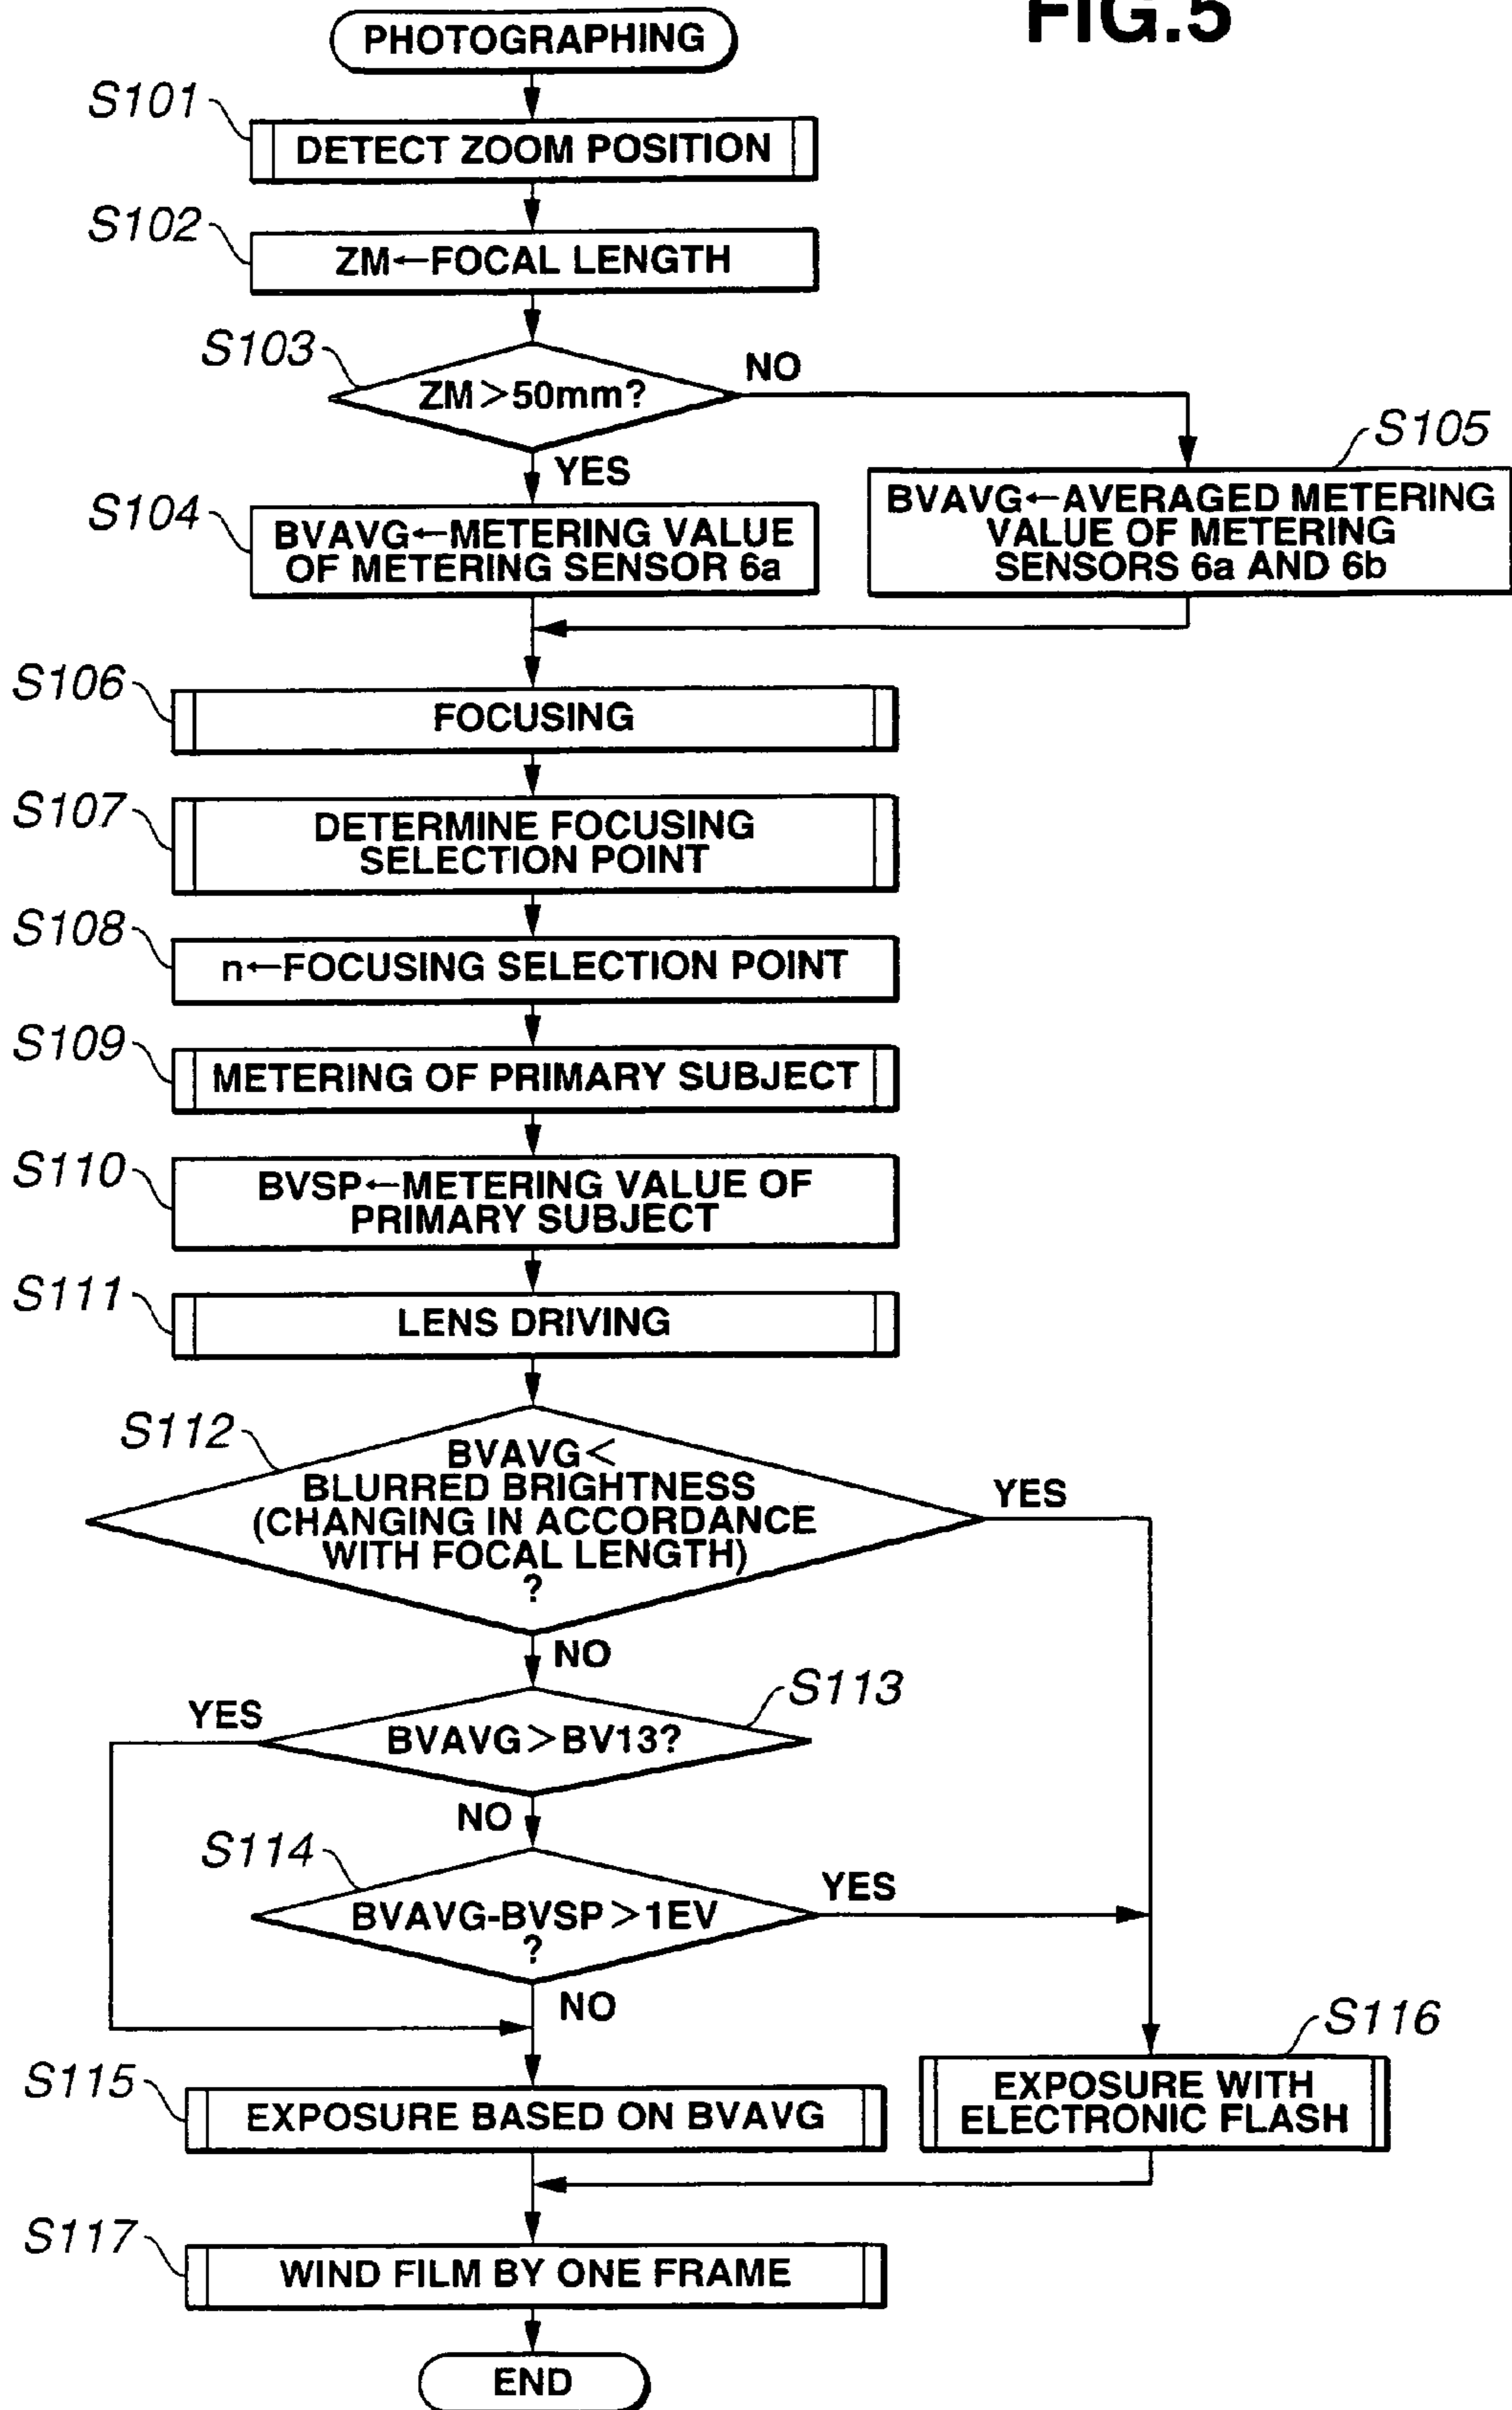 FIG.5
PHOTOGRAPHING
S101
DETECT ZOOM POSITION
S102
ZM←FOCAL LENGTH
S103
ZM>50mm?
NO
YES
S104
BVAVG←METERING VALUE
OF METERING SENSOR 6a
S105
BVAVG←AVERAGED METERING
VALUE OF METERING
SENSORS 6a AND 6b
S106
FOCUSING
S107
DETERMINE FOCUSING
SELECTION POINT
S108
n←FOCUSING SELECTION POINT
S109
METERING OF PRIMARY SUBJECT
S110
BVSP←METERING VALUE OF
PRIMARY SUBJECT
S111
LENS DRIVING
S112
BVAVG<
BLURRED BRIGHTNESS
(CHANGING IN ACCORDANCE
WITH FOCAL LENGTH)
?
YES
NO
S113
YES
BVAVG>BV13?
NO
S114
BVAVG-BVSP>1EV
?
YES
NO
S115
EXPOSURE BASED ON BVAVG
S116
EXPOSURE WITH
ELECTRONIC FLASH
S117
WIND FILM BY ONE FRAME
END